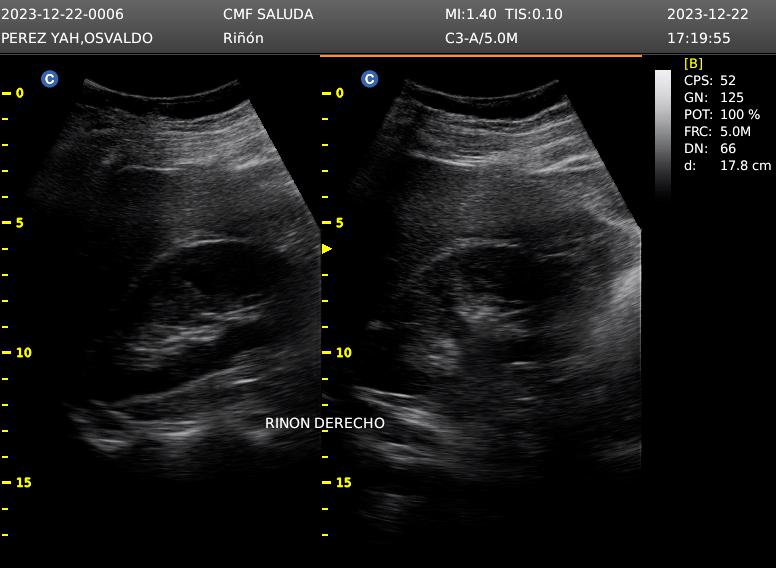 2023-12-22-0006 CMF SALUDA MI:1.40 TIS:0.10 2023-12-22
PEREZ YAH,OSVALDO Riñón C3-A/5.0M 17:19:55
C C [B]
0 0 CPS: 52
GN: 125
POT: 100 %
FRC: 5.0M
DN: 66
d: 17.8 cm
5 5
10 10
RINON DERECHO
15 15